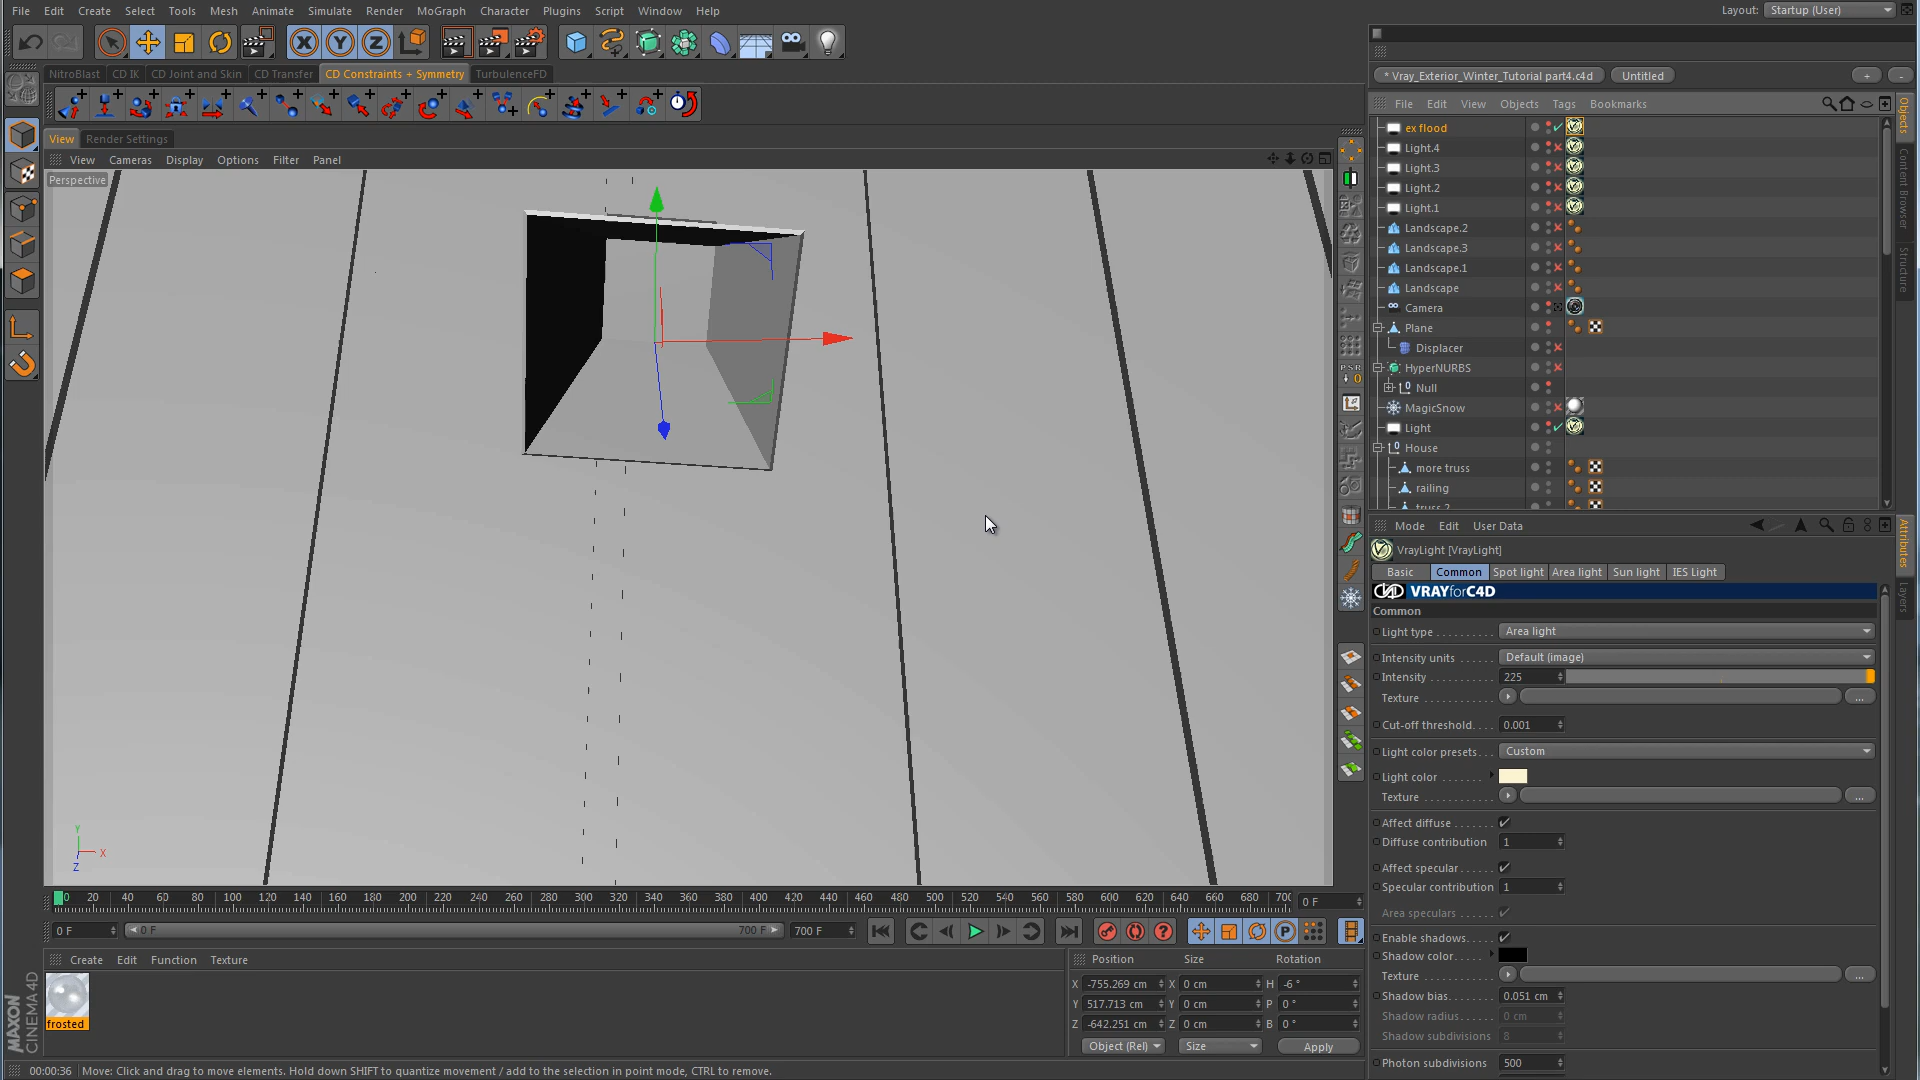 File Edit Create Select Tools Mesh Animate Simulate Render MoGraph Character Plugins Script Window Help
Layout: Startup (User)
NitroBlast CD IK CD Joint and Skin CD Transfer CD Constraints + Symmetry TurbulenceFD
* Vray_Exterior_Winter_Tutorial part4.c4d Untitled + -
File Edit View Objects Tags Bookmarks
View Render Settings
View Cameras Display Options Filter Panel
Perspective
ex flood
Light.4
Light.3
Light.2
Light.1
Landscape.2
Landscape.3
Landscape.1
Landscape
Camera
Plane
Displacer
HyperNURBS
Null
MagicSnow
Light
House
more truss
railing
truss 2
Objects
Content Browser
Structure
P S R
0
Mode Edit User Data
VrayLight [VrayLight]
Basic Common Spot light Area light Sun light IES Light
VRAYforC4D
Common
Light type Area light
Intensity units Default (image)
Intensity 225
Texture ...
Cut-off threshold 0.001
Light color presets Custom
Light color
Texture ...
Affect diffuse
Diffuse contribution 1
Affect specular
Specular contribution 1
Area speculars
Enable shadows
Shadow color
Texture ...
Shadow bias 0.051 cm
Shadow radius 0 cm
Shadow subdivisions 8
Photon subdivisions 500
Attributes
Layers
Y
X
Z
0 20 40 60 80 100 120 140 160 180 200 220 240 260 280 300 320 340 360 380 400 420 440 460 480 500 520 540 560 580 600 620 640 660 680 70
0 F
0 F 0 F 700 F 700 F
Create Edit Function Texture
frosted
Position Size Rotation
X -755.269 cm X 0 cm H -6 °
Y 517.713 cm Y 0 cm P 0 °
Z -642.251 cm Z 0 cm B 0 °
Object (Rel) Size Apply
MAXON
CINEMA 4D
00:00:36 Move: Click and drag to move elements. Hold down SHIFT to quantize movement / add to the selection in point mode, CTRL to remove.